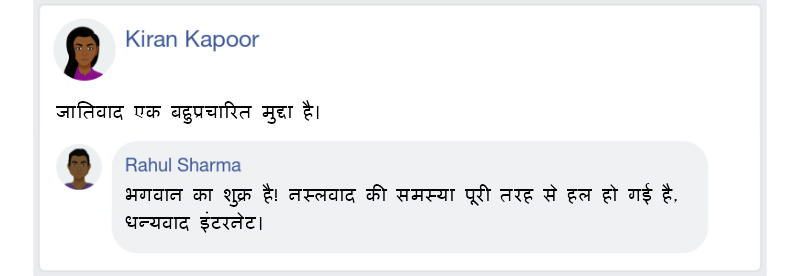 Kiran Kapoor
जातिवाद एक बहुप्रचारित मुद्दा है।
Rahul Sharma
भगवान का शुक्र है! नस्लवाद की समस्या पूरी तरह से हल हो गई है,
धन्यवाद इंटरनेट।